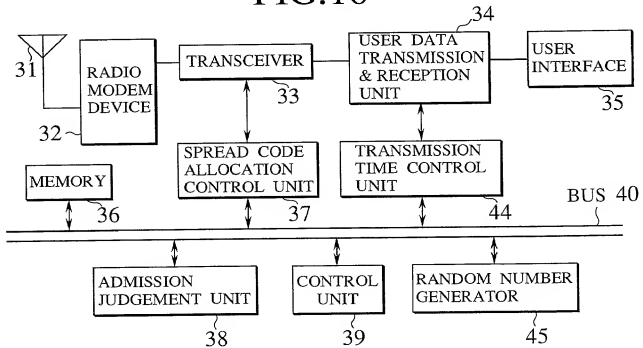 34
31
RADIO
MODEM
DEVICE
32
TRANSCEIVER
33
USER DATA
TRANSMISSION
& RECEPTION
UNIT
USER
INTERFACE
35
MEMORY
36
SPREAD CODE
ALLOCATION
CONTROL UNIT
37
TRANSMISSION
TIME CONTROL
UNIT
44
BUS 40
ADMISSION
JUDGEMENT UNIT
38
CONTROL
UNIT
39
RANDOM NUMBER
GENERATOR
45